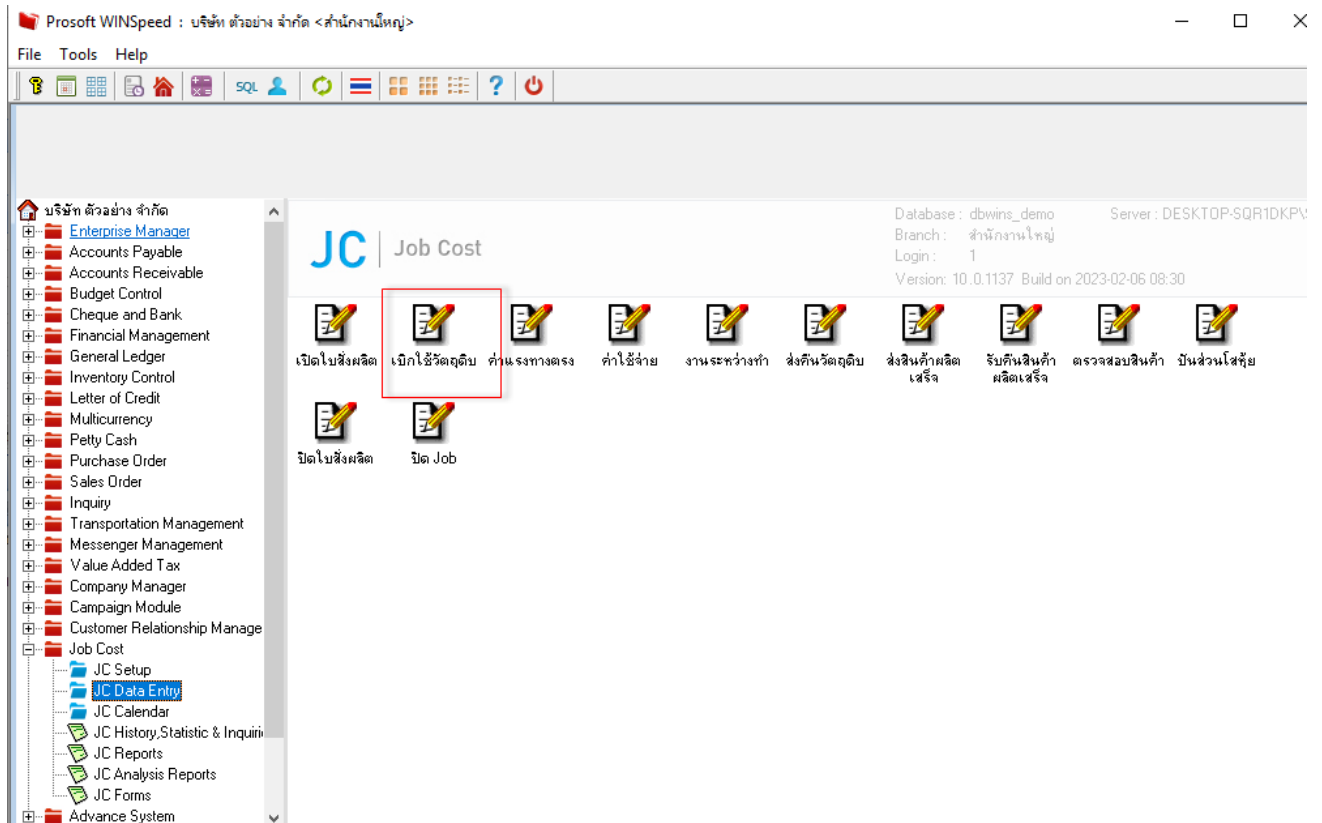 Prosoft WINSpeed : บริษัท ตัวอย่าง จำกัด <สำนักงานใหญ่>
File Tools Help
SQL
?
บริษัท ตัวอย่าง จำกัด
Enterprise Manager
Accounts Payable
Accounts Receivable
Budget Control
Cheque and Bank
Financial Management
General Ledger
Inventory Control
Letter of Credit
Multicurrency
Petty Cash
Purchase Order
Sales Order
Inquiry
Transportation Management
Messenger Management
Value Added Tax
Company Manager
Campaign Module
Customer Relationship Manage
Job Cost
JC Setup
JC Data Entry
JC Calendar
JC History,Statistic & Inquiri
JC Reports
JC Analysis Reports
JC Forms
Advance System
JC Job Cost
Database : dbwins_demo Server : DESKTOP-SQR1DKP\
Branch : สำนักงานใหญ่
Login : 1
Version: 10.0.1137 Build on 2023-02-06 08:30
เปิดใบสั่งผลิต เบิกใช้วัตถุดิบ ค่าแรงทางตรง ค่าใช้จ่าย งานระหว่างทำ ส่งคืนวัตถุดิบ ส่งสินค้าผลิต รับคืนสินค้า ตรวจสอบสินค้า ปันส่วนโสหุ้ย
เสร็จ ผลิตเสร็จ
ปิดใบสั่งผลิต ปิด Job